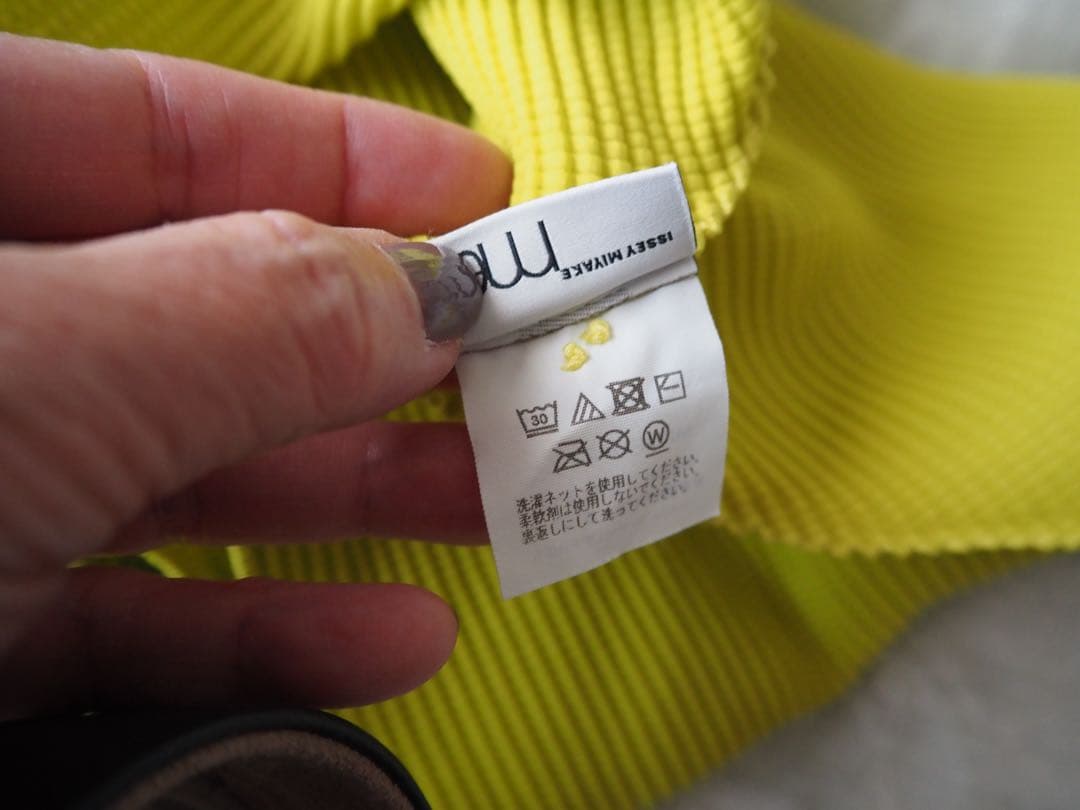 me
ISSEY MIYAKE
30
W
洗濯ネットを使用してください。
柔軟剤は使用しないでください。
裏返しにして洗ってください。